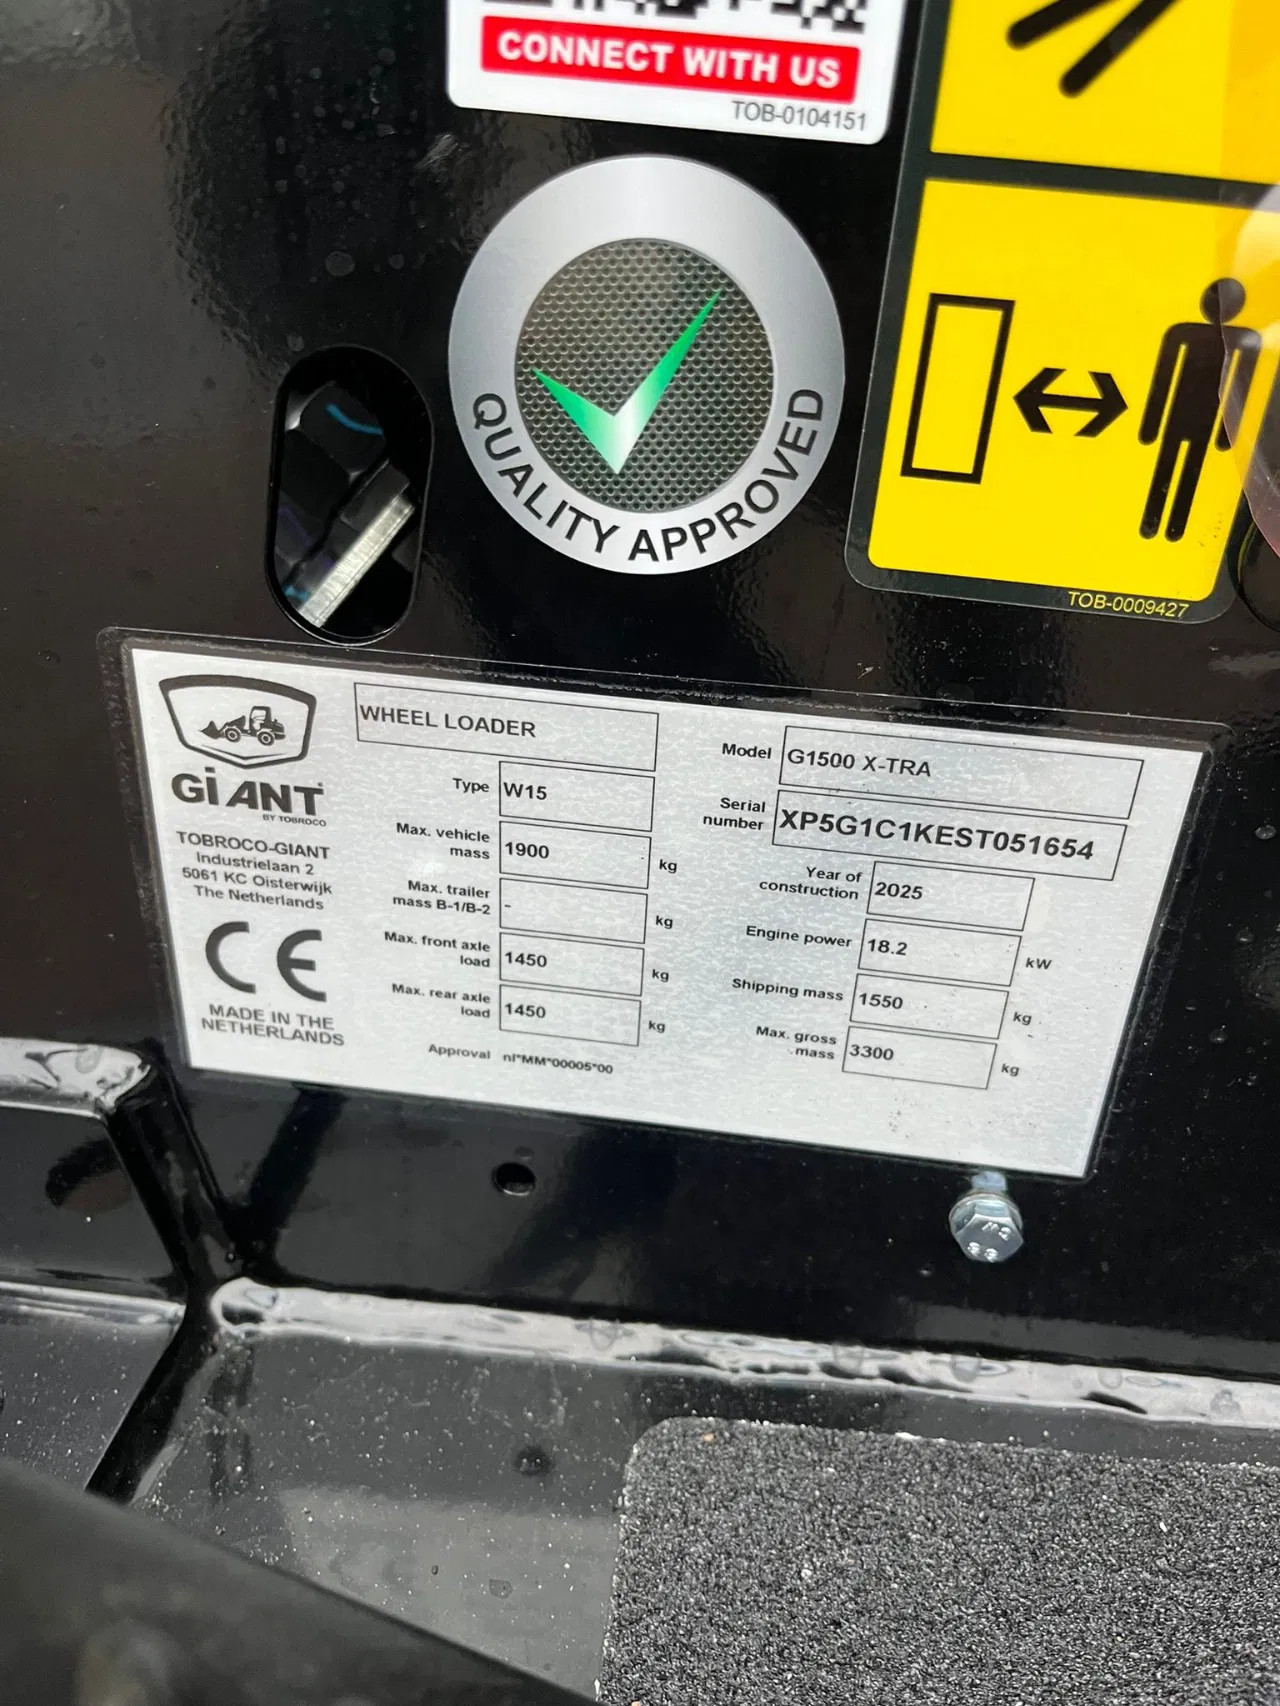 CONNECT WITH US
TOB-0104151
QUALITY APPROVED
TOB-0009427
GiANT
BY TOBROCO
TOBROCO-GIANT
Industrielaan 2
5061 KC Oisterwijk
The Netherlands
CE
MADE IN THE
NETHERLANDS
WHEEL LOADER
Type W15
Max. vehicle
mass 1900 kg
Max. trailer
mass B-1/B-2 - kg
Max. front axle
load 1450 kg
Max. rear axle
load 1450 kg
Approval nl*MM*00005*00
Model G1500 X-TRA
Serial
number XP5G1C1KEST051654
Year of
construction 2025
Engine power 18.2 kW
Shipping mass 1550 kg
Max. gross
mass 3300 kg